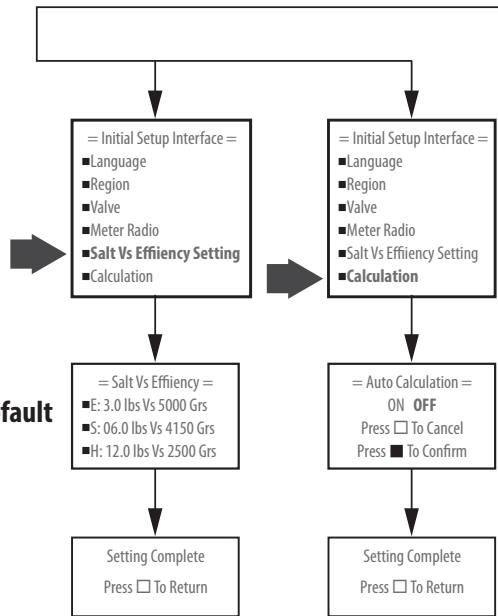 = Initial Setup Interface =
■Language
■Region
■Valve
■Meter Radio
■Salt Vs Effiiency Setting
■Calculation
= Initial Setup Interface =
■Language
■Region
■Valve
■Meter Radio
■Salt Vs Effiiency Setting
■Calculation
fault
= Salt Vs Effiiency =
■E: 3.0 lbs Vs 5000 Grs
■S: 06.0 lbs Vs 4150 Grs
■H: 12.0 lbs Vs 2500 Grs
= Auto Calculation =
ON OFF
Press □ To Cancel
Press ■ To Confirm
Setting Complete
Press □ To Return
Setting Complete
Press □ To Return